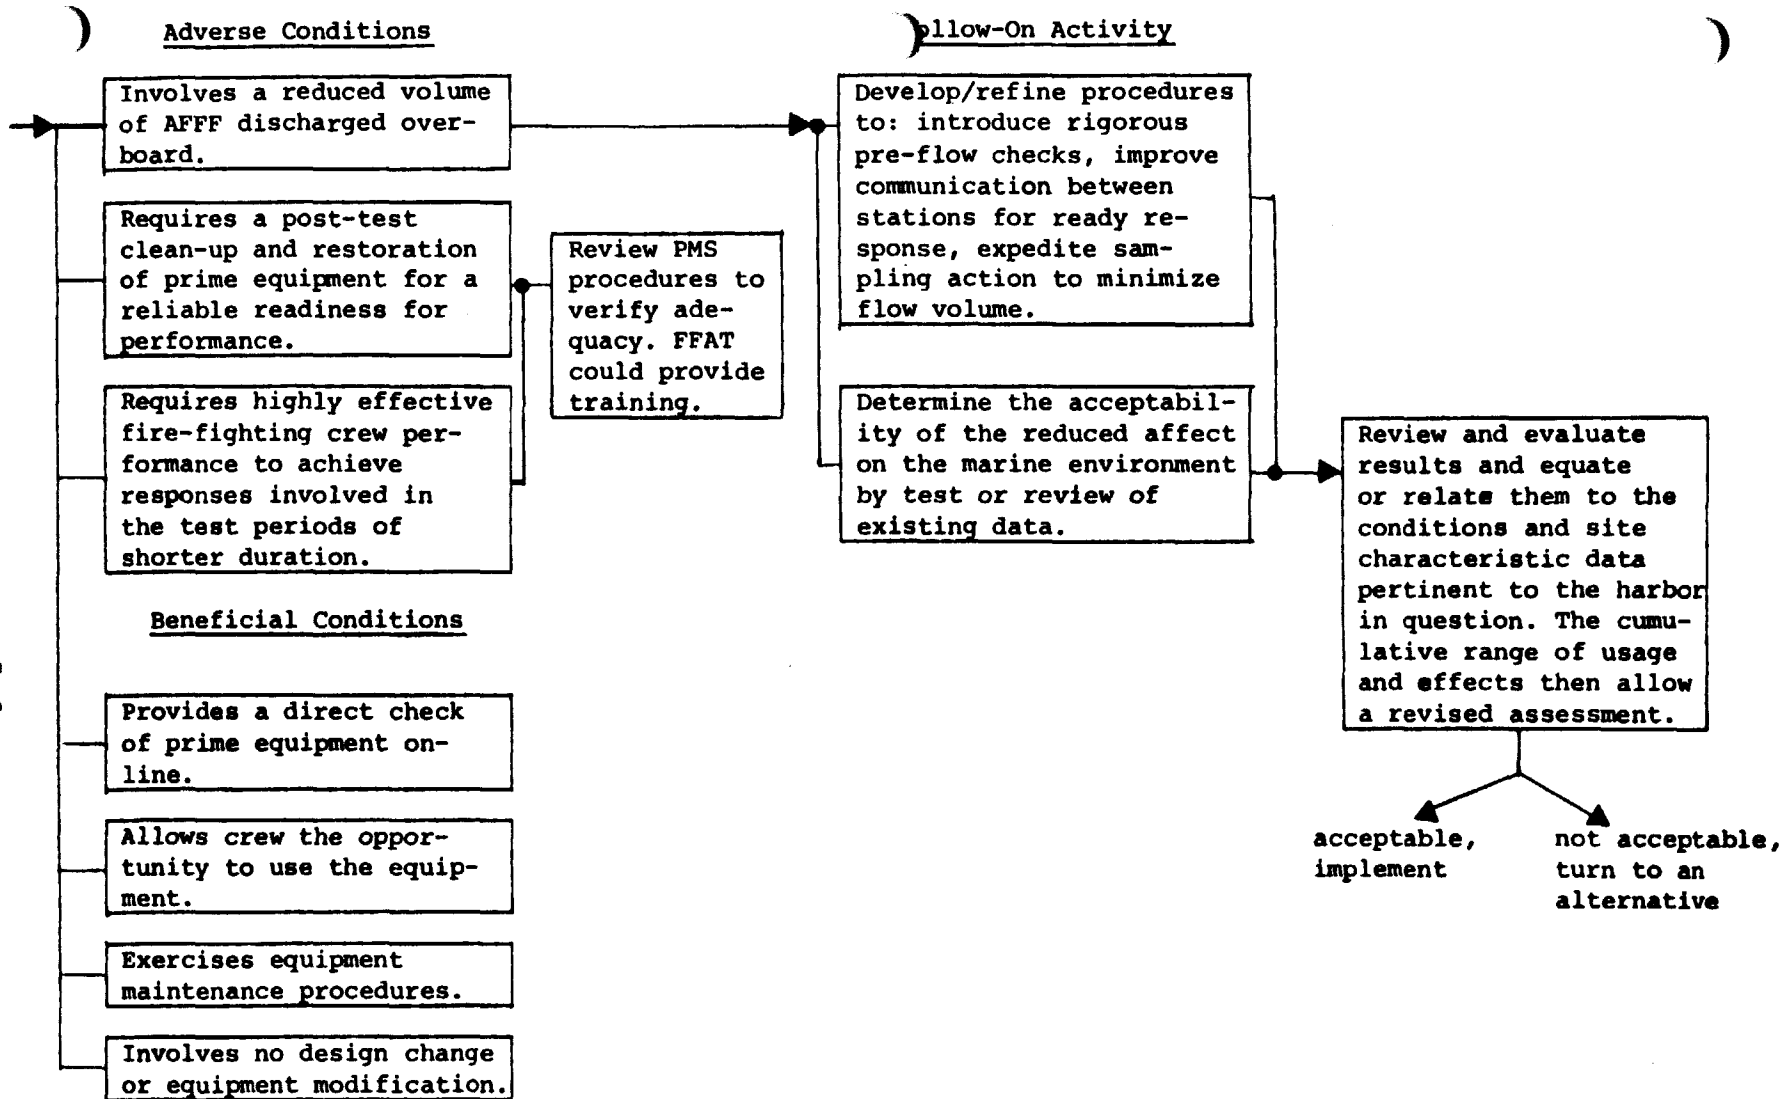 Adverse Conditions
Involves a reduced volume
of AFFF discharged over-
board.
Requires a post-test
clean-up and restoration
of prime equipment for a
reliable readiness for
performance.
Requires highly effective
fire-fighting crew per-
formance to achieve
responses involved in
the test periods of
shorter duration.
Review PMS
procedures to
verify ade-
quacy. FFAT
could provide
training.
Beneficial Conditions
Provides a direct check
of prime equipment on-
line.
Allows crew the oppor-
tunity to use the equip-
ment.
Exercises equipment
maintenance procedures.
Involves no design change
or equipment modification.
ollow-On Activity
Develop/refine procedures
to: introduce rigorous
pre-flow checks, improve
communication between
stations for ready re-
sponse, expedite sam-
pling action to minimize
flow volume.
Determine the acceptabil-
ity of the reduced affect
on the marine environment
by test or review of
existing data.
Review and evaluate
results and equate
or relate them to the
conditions and site
characteristic data
pertinent to the harbor
in question. The cumu-
lative range of usage
and effects then allow
a revised assessment.
acceptable,
implement
not acceptable,
turn to an
alternative